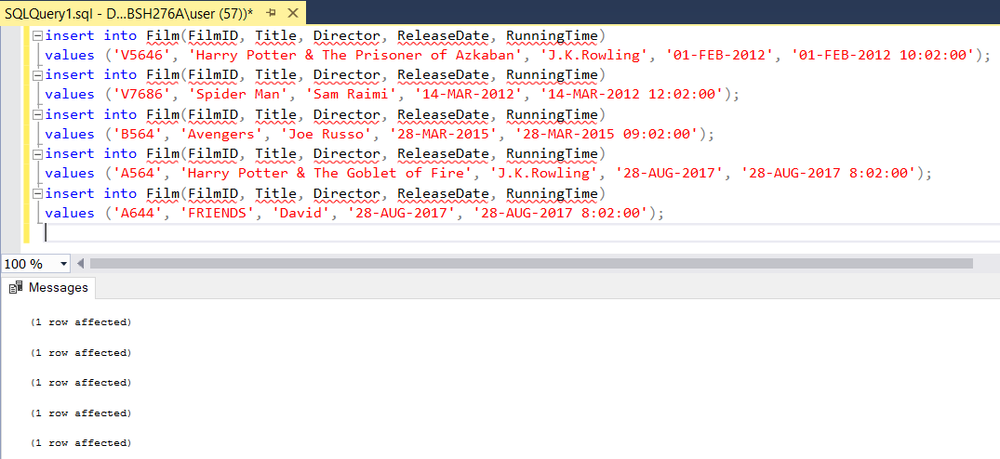 SQLQuery1.sql - D...BSH276A\user (57))*
insert into Film(FilmID, Title, Director, ReleaseDate, RunningTime)
values ('V5646', 'Harry Potter & The Prisoner of Azkaban', 'J.K.Rowling', '01-FEB-2012', '01-FEB-2012 10:02:00');
insert into Film(FilmID, Title, Director, ReleaseDate, RunningTime)
values ('V7686', 'Spider Man', 'Sam Raimi', '14-MAR-2012', '14-MAR-2012 12:02:00');
insert into Film(FilmID, Title, Director, ReleaseDate, RunningTime)
values ('B564', 'Avengers', 'Joe Russo', '28-MAR-2015', '28-MAR-2015 09:02:00');
insert into Film(FilmID, Title, Director, ReleaseDate, RunningTime)
values ('A564', 'Harry Potter & The Goblet of Fire', 'J.K.Rowling', '28-AUG-2017', '28-AUG-2017 8:02:00');
insert into Film(FilmID, Title, Director, ReleaseDate, RunningTime)
values ('A644', 'FRIENDS', 'David', '28-AUG-2017', '28-AUG-2017 8:02:00');
100 %
Messages
(1 row affected)
(1 row affected)
(1 row affected)
(1 row affected)
(1 row affected)